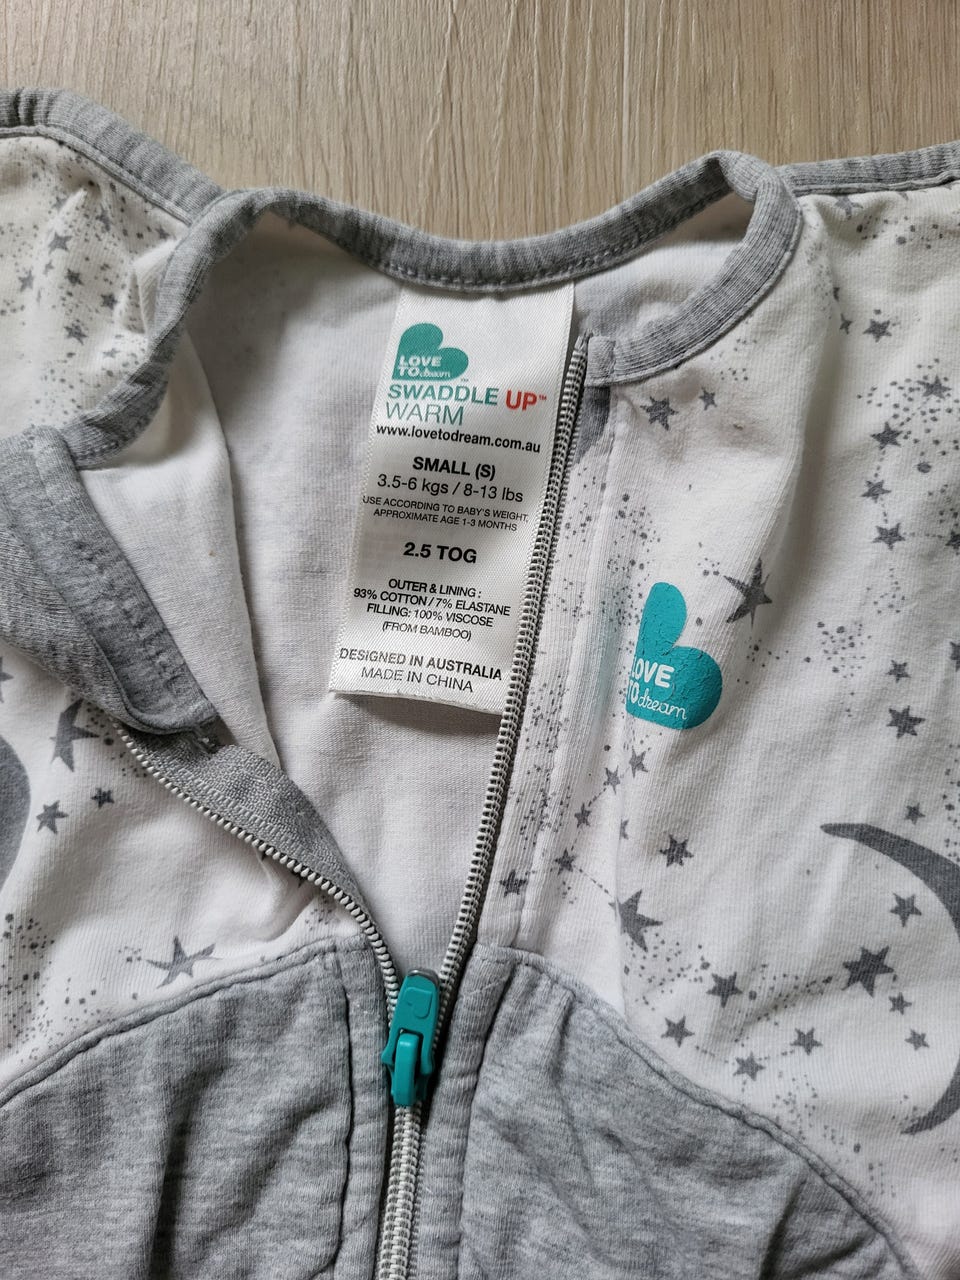 LOVE
TO dream™
SWADDLE UP™
WARM
www.lovetodream.com.au
SMALL (S)
3.5-6 kgs / 8-13 lbs
USE ACCORDING TO BABY'S WEIGHT,
APPROXIMATE AGE 1-3 MONTHS
2.5 TOG
OUTER & LINING :
93% COTTON / 7% ELASTANE
FILLING: 100% VISCOSE
(FROM BAMBOO)
DESIGNED IN AUSTRALIA
MADE IN CHINA
LOVE
TO dream